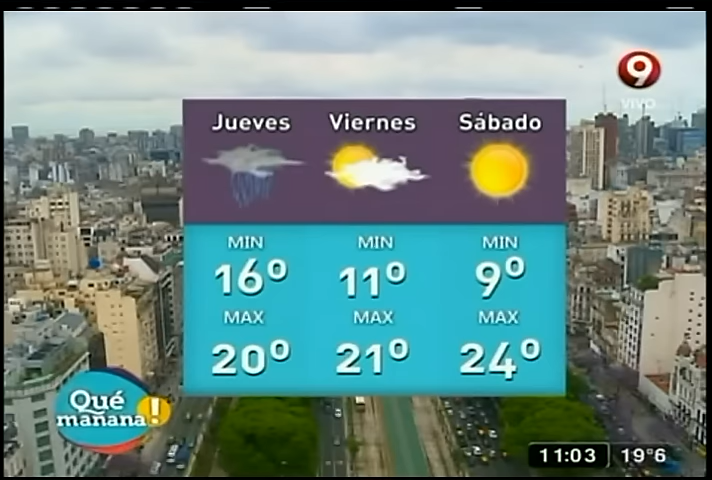 9
VIVO
Jueves Viernes Sábado
MIN MIN MIN
16º 11º 9º
MAX MAX MAX
20º 21º 24º
Qué
mañana!
11:03 19°6